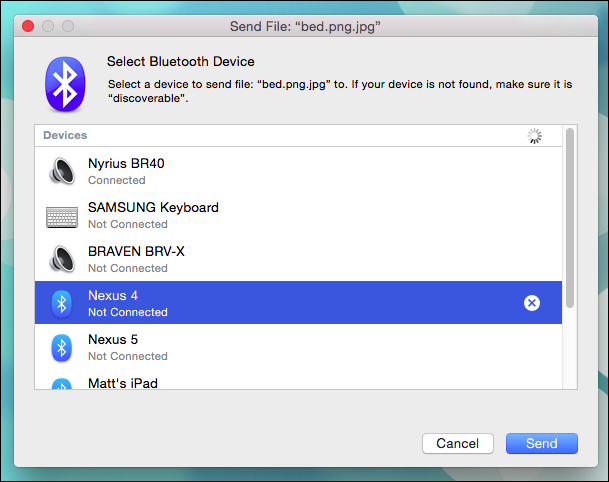 Send File: “bed.png.jpg”
Select Bluetooth Device
Select a device to send file: “bed.png.jpg” to. If your device is not found, make sure it is
“discoverable”.
Devices
Nyrius BR40
Connected
SAMSUNG Keyboard
Not Connected
BRAVEN BRV-X
Not Connected
Nexus 4
Not Connected
Nexus 5
Not Connected
Matt's iPad
Cancel
Send